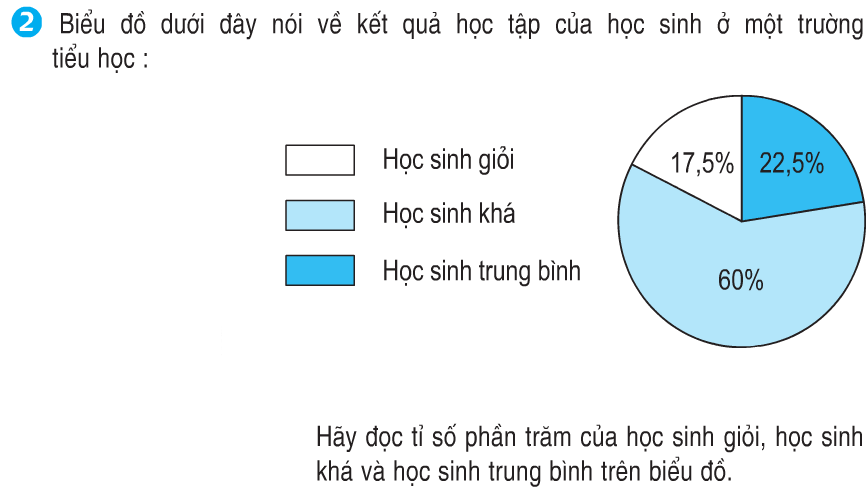 2 Biểu đồ dưới đây nói về kết quả học tập của học sinh ở một trường
tiểu học :
Học sinh giỏi
Học sinh khá
Học sinh trung bình
17,5% 22,5%
60%
Hãy đọc tỉ số phần trăm của học sinh giỏi, học sinh
khá và học sinh trung bình trên biểu đồ.